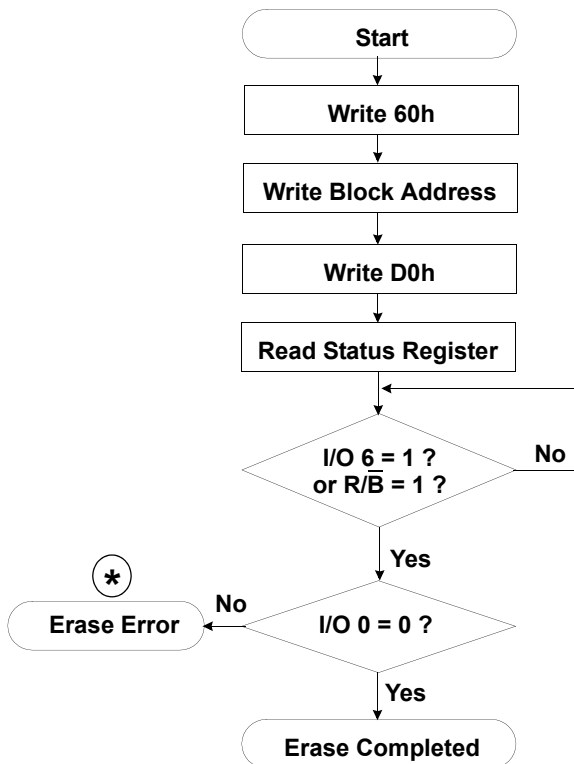 Start
Write 60h
Write Block Address
Write D0h
Read Status Register
I/O 6 = 1 ?
or R/B̅ = 1 ?
No
Yes
*
No
Erase Error
I/O 0 = 0 ?
Yes
Erase Completed